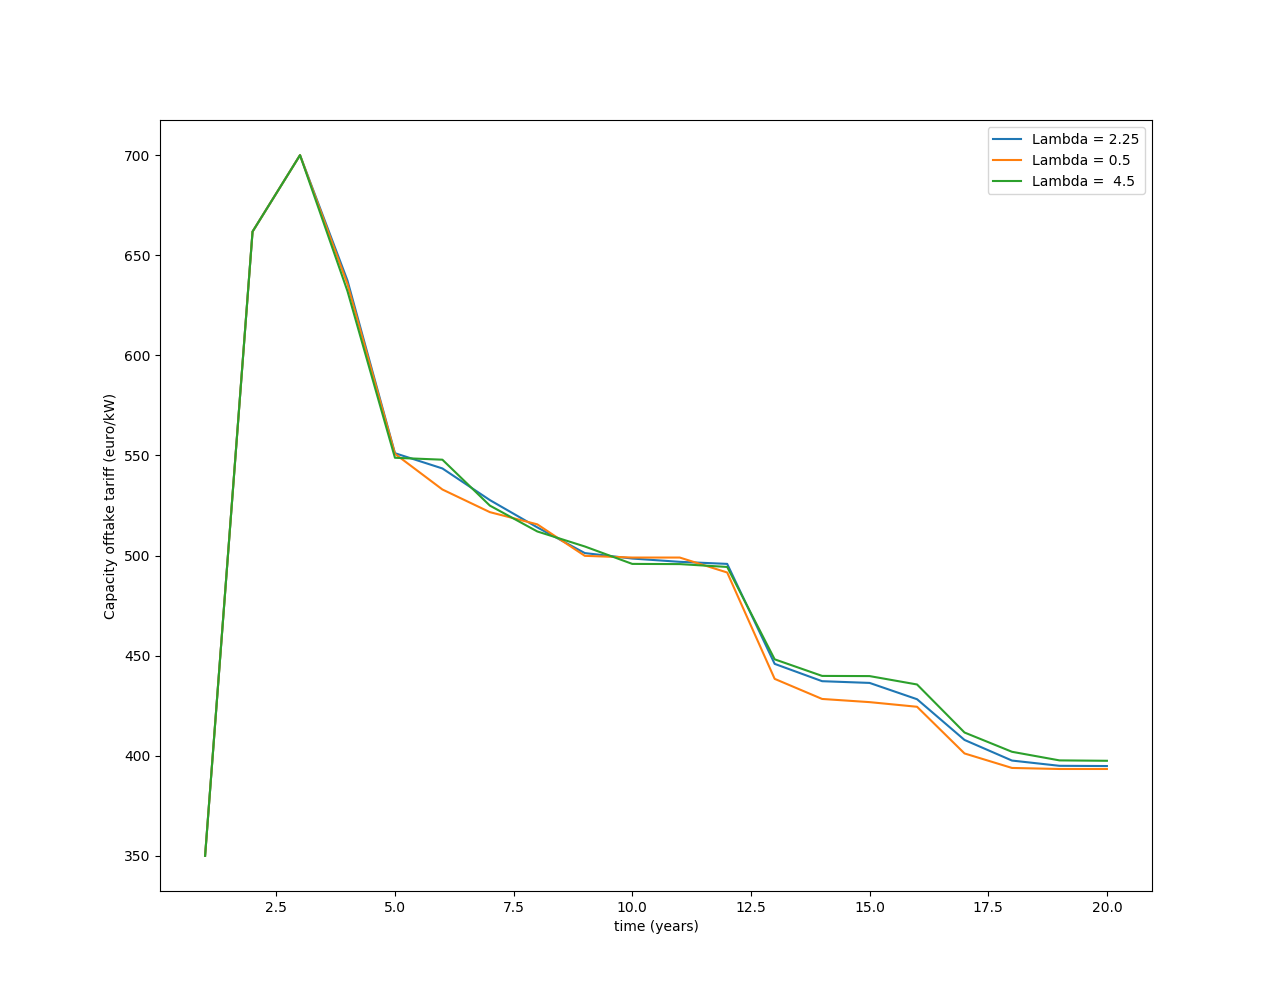 Lambda = 2.25
Lambda = 0.5
Lambda =  4.5
700
650
600
550
500
450
400
350
Capacity offtake tariff (euro/kW)
2.5 5.0 7.5 10.0 12.5 15.0 17.5 20.0
time (years)